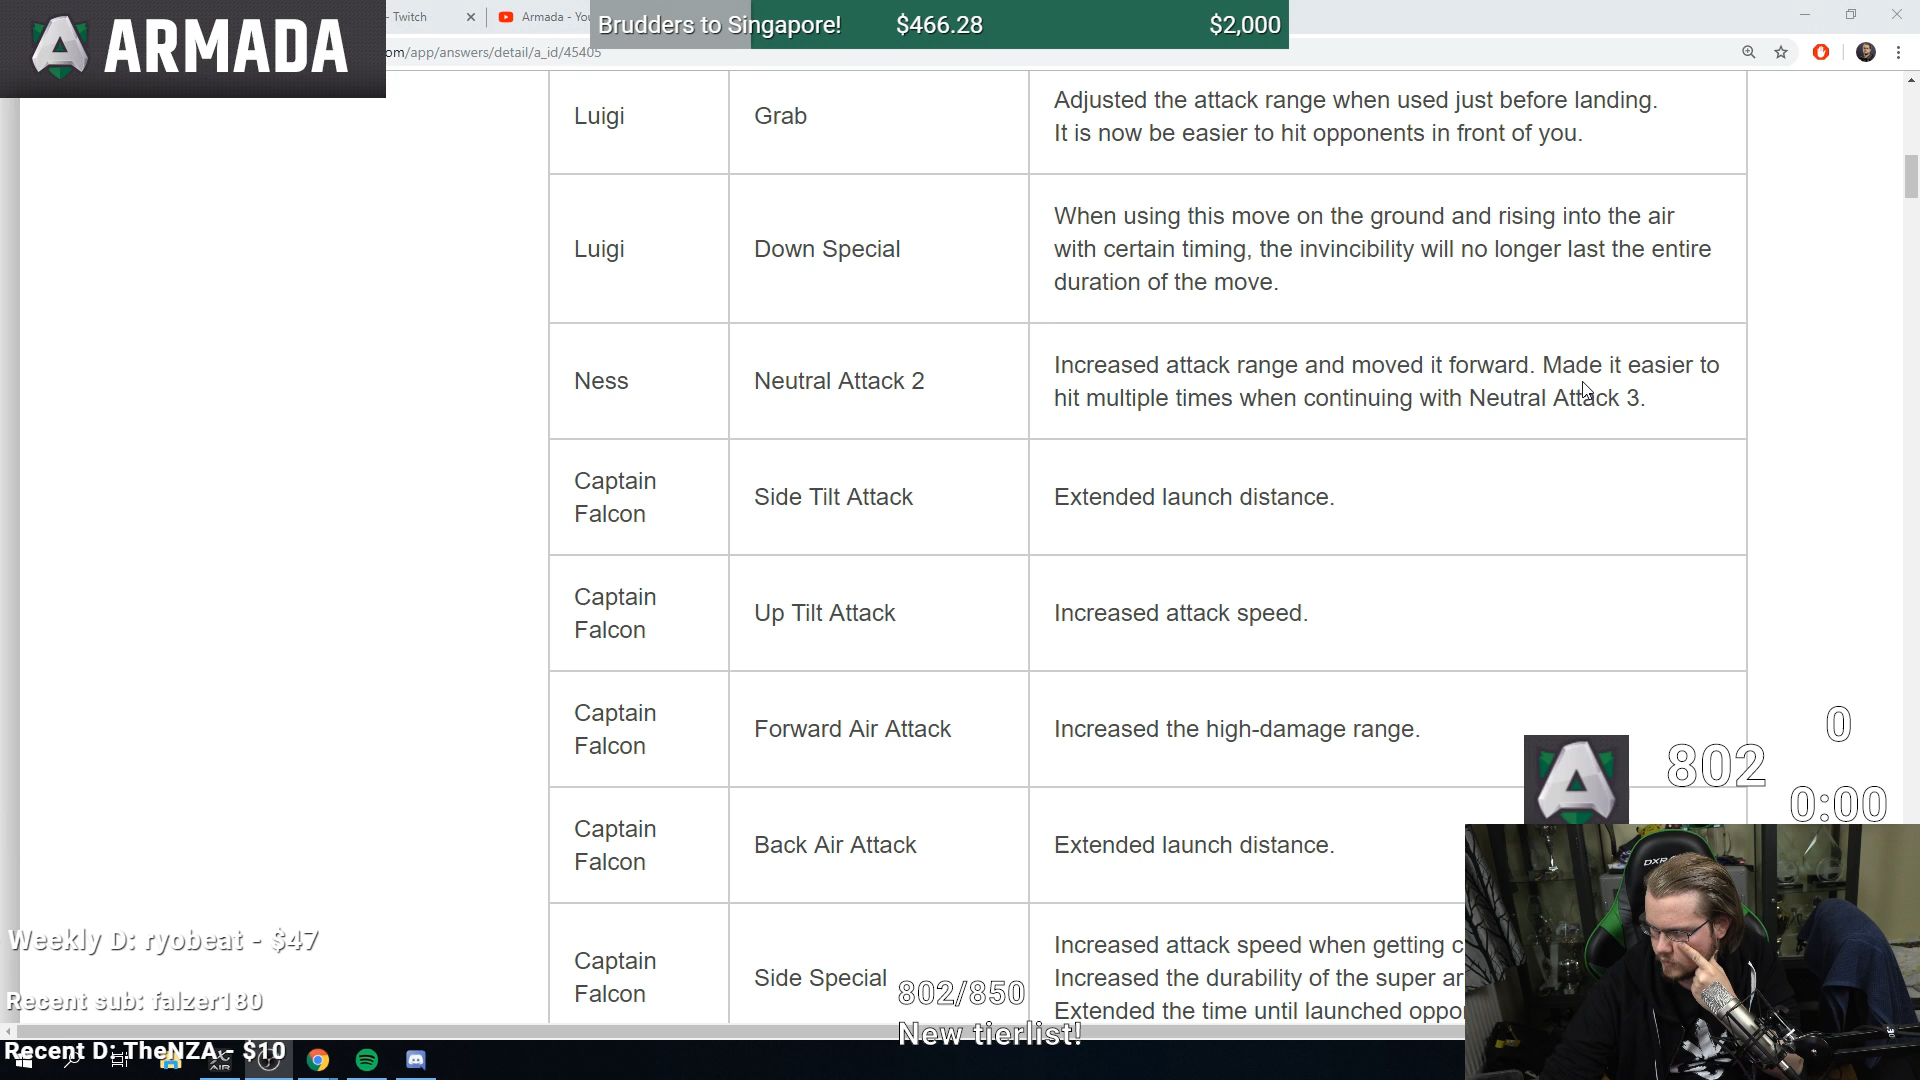 ARMADA
- Twitch
Armada - You
Brudders to Singapore! $466.28 $2,000
om/app/answers/detail/a_id/45405
Luigi
Grab
Adjusted the attack range when used just before landing.
It is now be easier to hit opponents in front of you.
Luigi
Down Special
When using this move on the ground and rising into the air
with certain timing, the invincibility will no longer last the entire
duration of the move.
Ness
Neutral Attack 2
Increased attack range and moved it forward. Made it easier to
hit multiple times when continuing with Neutral Attack 3.
Captain
Falcon
Side Tilt Attack
Extended launch distance.
Captain
Falcon
Up Tilt Attack
Increased attack speed.
Captain
Falcon
Forward Air Attack
Increased the high-damage range.
Captain
Falcon
Back Air Attack
Extended launch distance.
Captain
Falcon
Side Special
Increased attack speed when getting c
Increased the durability of the super ar
Extended the time until launched oppo
0
802
0:00
Weekly D: ryobeat - $47
Recent sub: falzer180
802/850
New tierlist!
Recent D: TheNZA - $10
XC
AIR